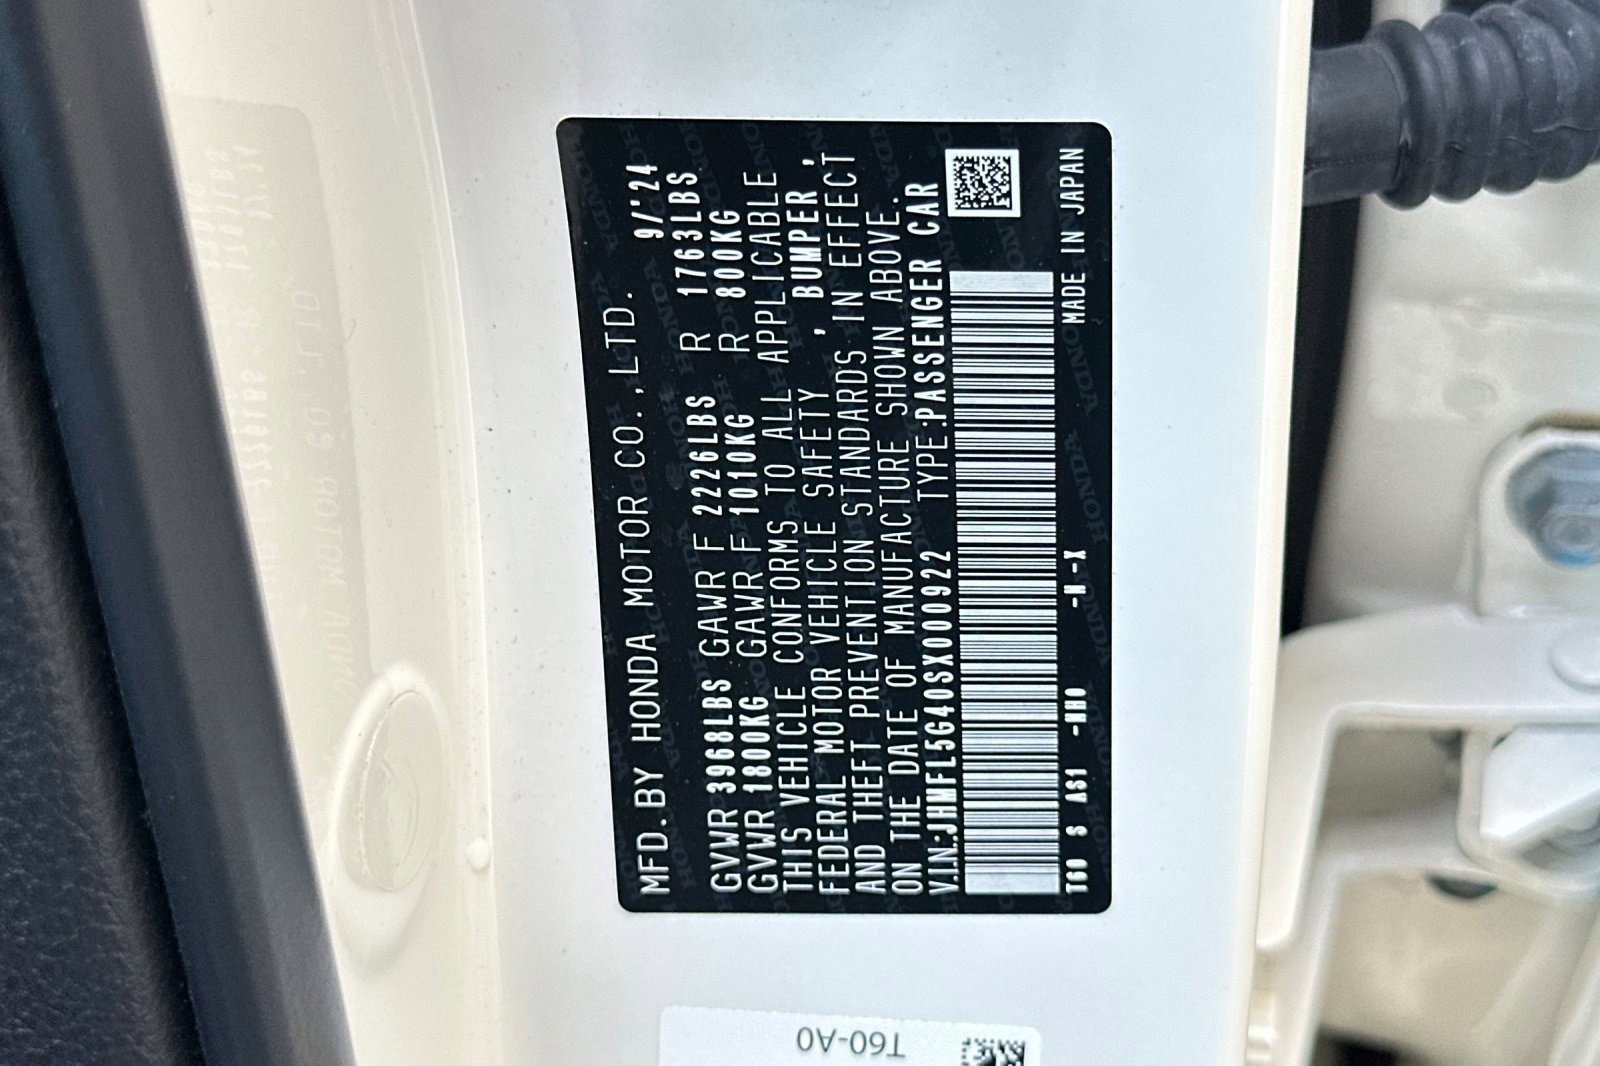 MFD. BY HONDA MOTOR CO.,LTD. 9/'24
GVWR 3968LBS GAWR F 2226LBS R 1763LBS
GVWR 1800KG GAWR F 1010KG R 800KG
THIS VEHICLE CONFORMS TO ALL APPLICABLE
FEDERAL MOTOR VEHICLE SAFETY , BUMPER ,
AND THEFT PREVENTION STANDARDS IN EFFECT
ON THE DATE OF MANUFACTURE SHOWN ABOVE.
V.I.N.:JHMFL5G40SX000922 TYPE:PASSENGER CAR
T60 S AS1 -NH0 -N -X MADE IN JAPAN
T60-A0